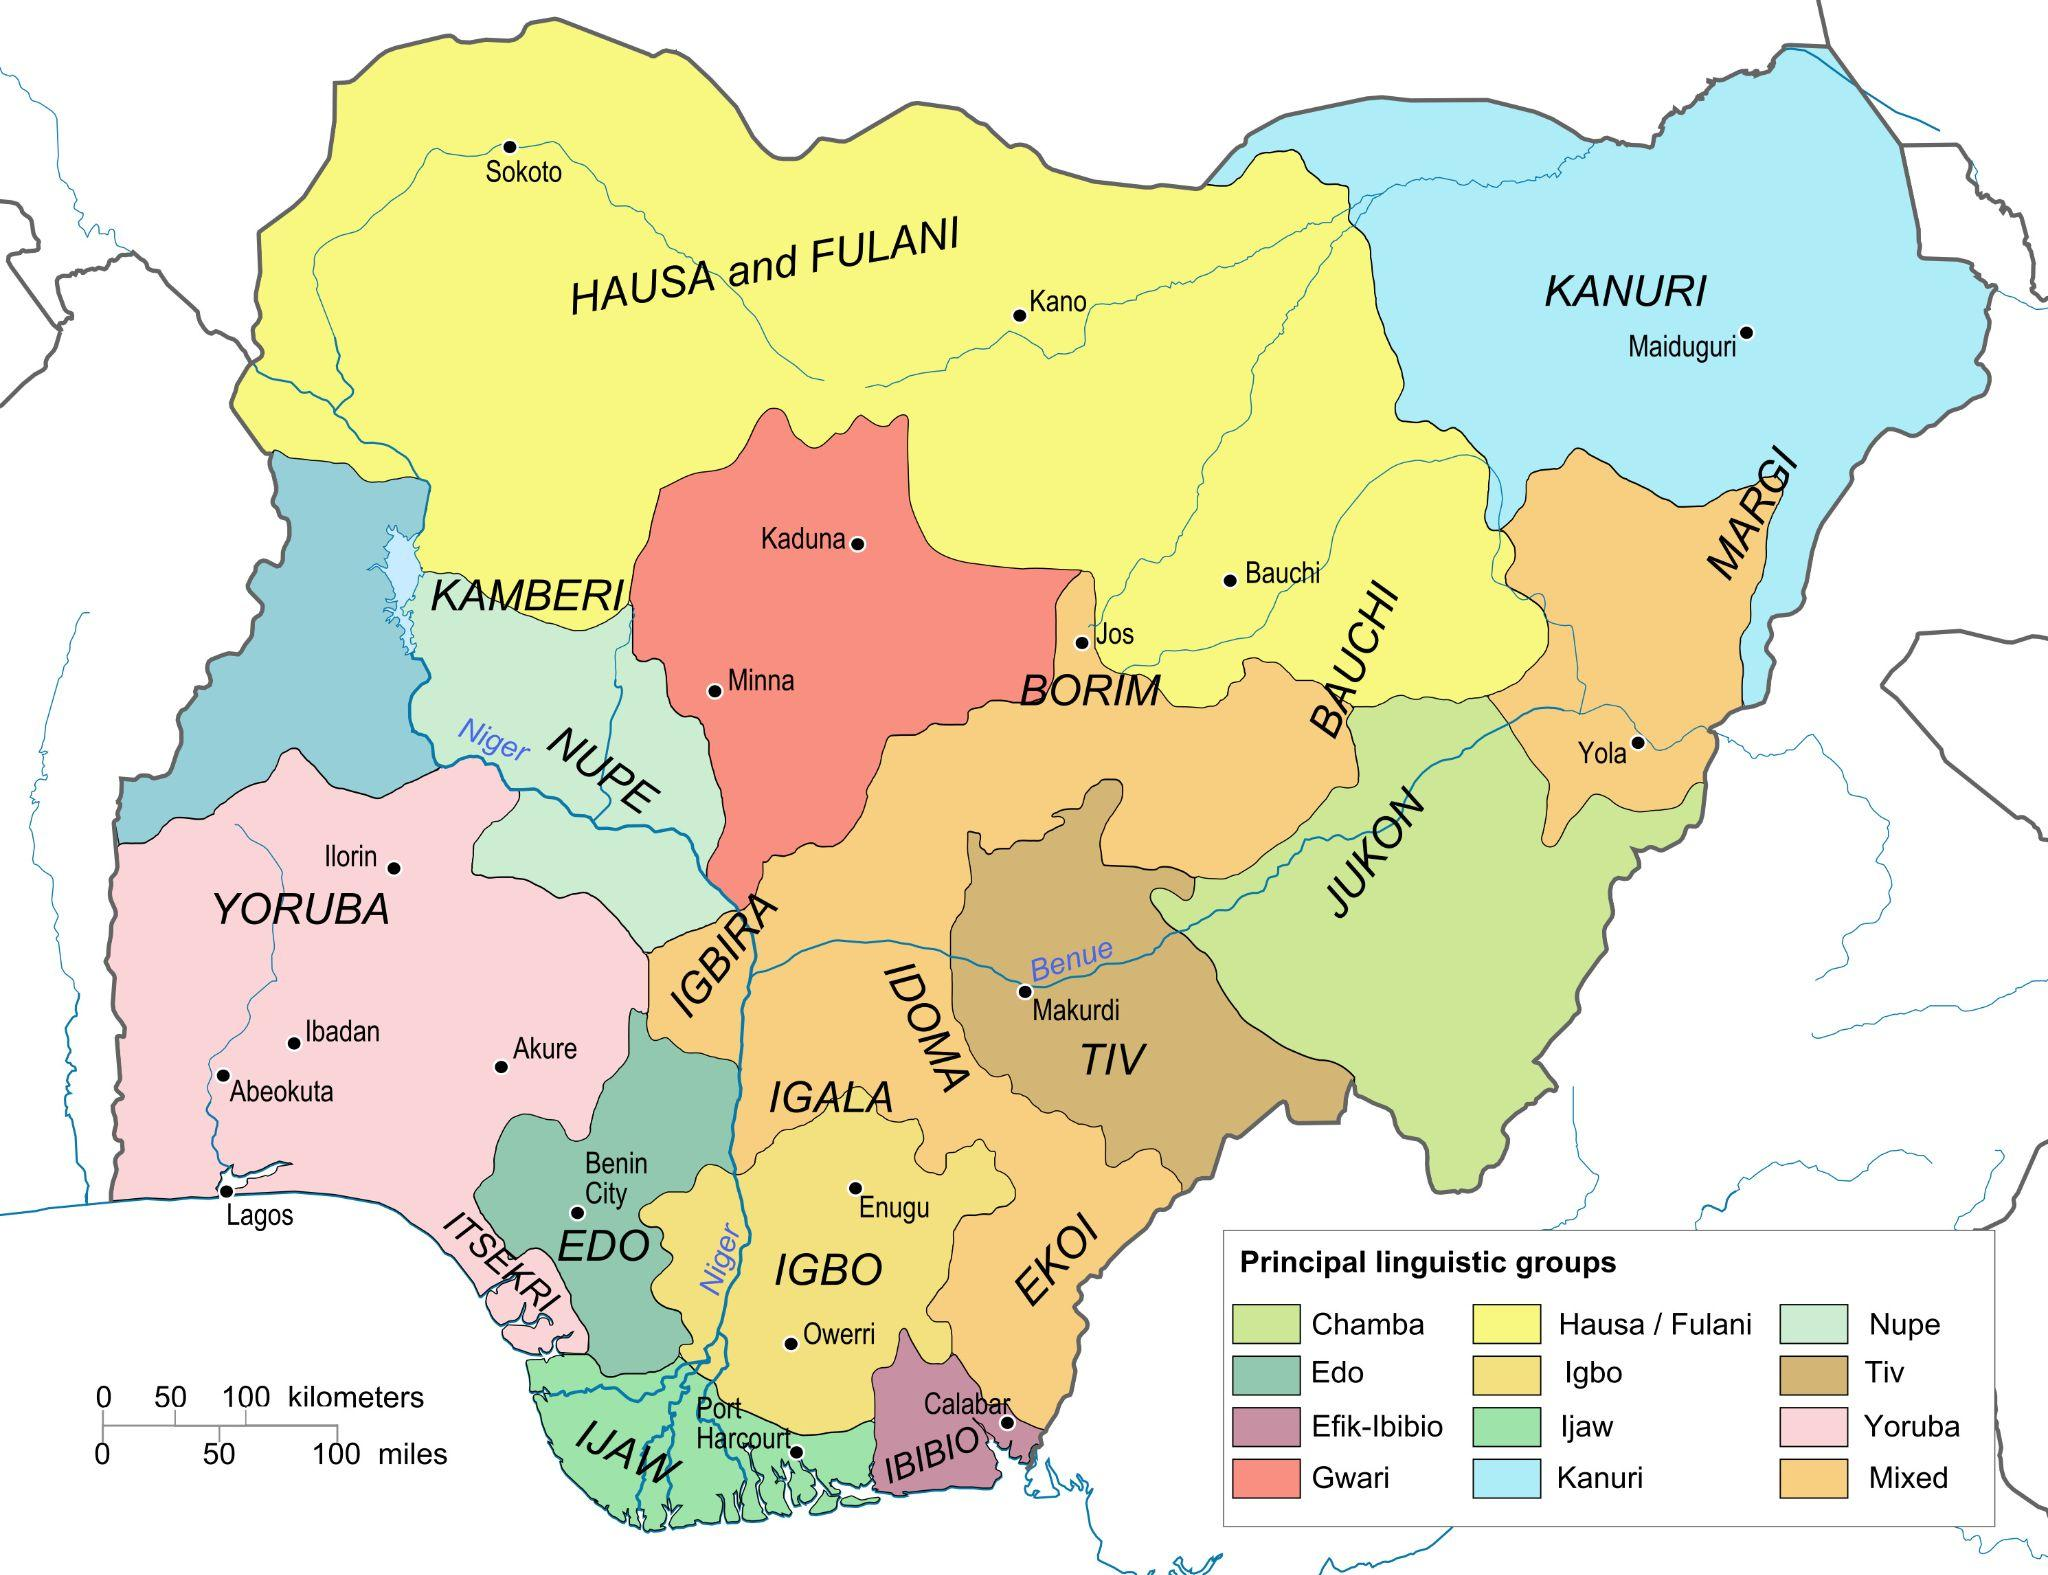 Sokoto
HAUSA and FULANI
Kano
KANURI
Maiduguri
MARGI
Kaduna
Bauchi
KAMBERI
BAUCHI
Jos
Minna
BORIM
Niger
NUPE
Yola
JUKON
Ilorin
YORUBA
IGBIRA
IDOMA
Benue
Makurdi
TIV
Ibadan
Akure
Abeokuta
IGALA
Benin
City
Lagos
Enugu
ITSEKRI
EDO
Niger
IGBO
EKOI
Owerri
Port
Harcourt
Calabar
IJAW
IBIBIO
0 50 100 kilometers
0 50 100 miles
Principal linguistic groups
Chamba Hausa / Fulani Nupe
Edo Igbo Tiv
Efik-Ibibio Ijaw Yoruba
Gwari Kanuri Mixed